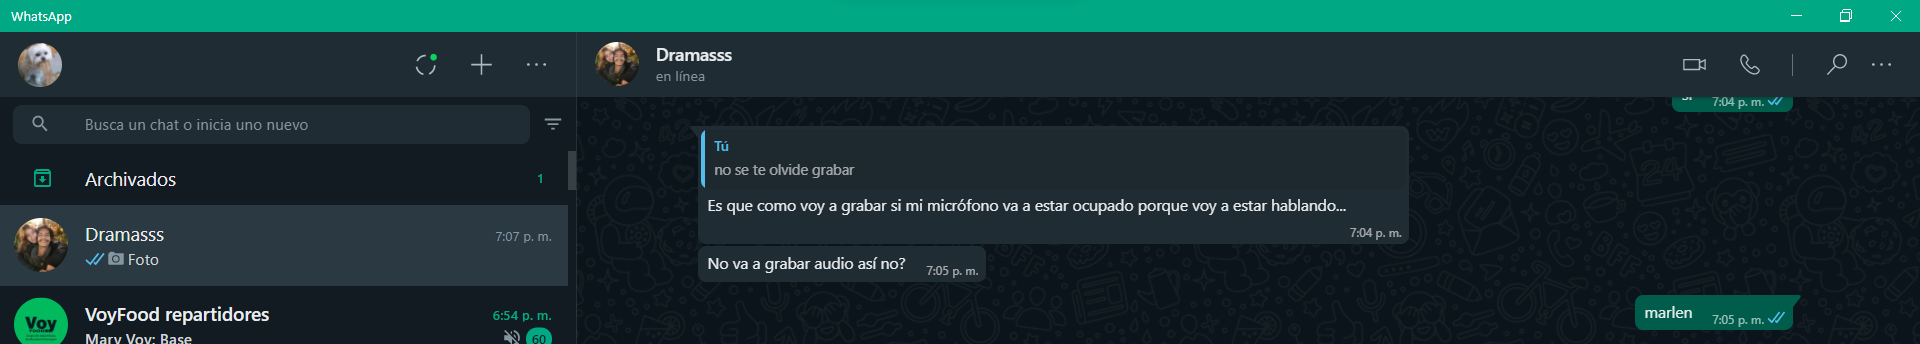 WhatsApp
Busca un chat o inicia uno nuevo
Archivados 1
Dramasss 7:07 p. m.
Foto
Voy
VoyFood repartidores 6:54 p. m.
Mary Voy: Base 60
Dramasss
en línea
si 7:04 p. m.
Tú
no se te olvide grabar
Es que como voy a grabar si mi micrófono va a estar ocupado porque voy a estar hablando...
7:04 p. m.
No va a grabar audio así no? 7:05 p. m.
marlen 7:05 p. m.